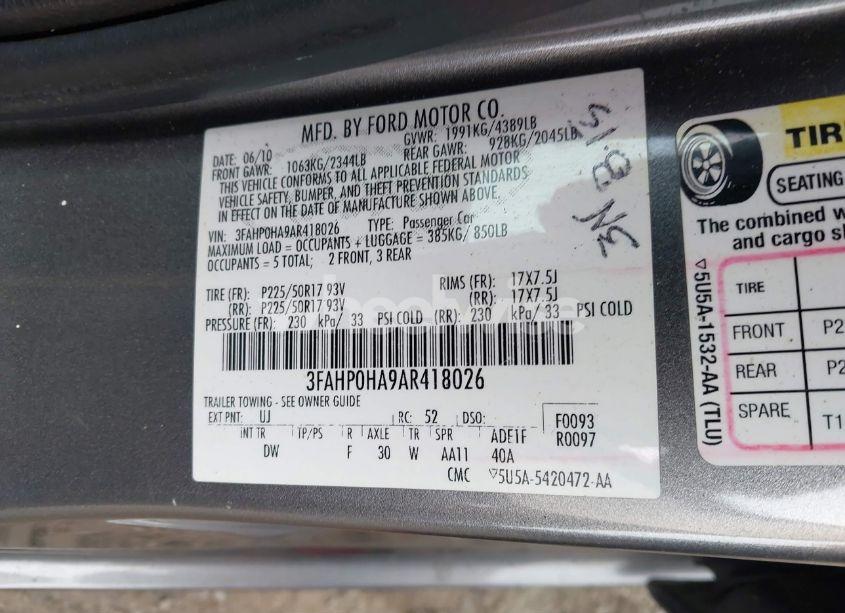 MFD. BY FORD MOTOR CO.
DATE: 06/10 GVWR: 1991KG/4389LB
FRONT GAWR: 1063KG/2344LB REAR GAWR: 928KG/2045LB
THIS VEHICLE CONFORMS TO ALL APPLICABLE FEDERAL MOTOR
VEHICLE SAFETY, BUMPER, AND THEFT PREVENTION STANDARDS
IN EFFECT ON THE DATE OF MANUFACTURE SHOWN ABOVE.
VIN: 3FAHP0HA9AR418026 TYPE: Passenger Car
MAXIMUM LOAD = OCCUPANTS + LUGGAGE = 385KG/ 850LB
OCCUPANTS = 5 TOTAL; 2 FRONT, 3 REAR
TIRE (FR): P225/50R17 93V RIMS (FR): 17X7.5J
(RR): P225/50R17 93V (RR): 17X7.5J
PRESSURE (FR): 230 kPa/ 33 PSI COLD (RR): 230 kPa/ 33 PSI COLD
3FAHP0HA9AR418026
TRAILER TOWING - SEE OWNER GUIDE
EXT PNT: UJ RC: 52 DSO: F0093
R0097
INT TR TP/PS R AXLE TR SPR ADE1F
DW F 30 W AA11 40A
CMC ▽5U5A-5420472-AA
TIR
SEATING
The combined w
and cargo s
TIRE
FRONT P2
REAR P2
SPARE T1
▽5U5A-1532-AA (TLU)